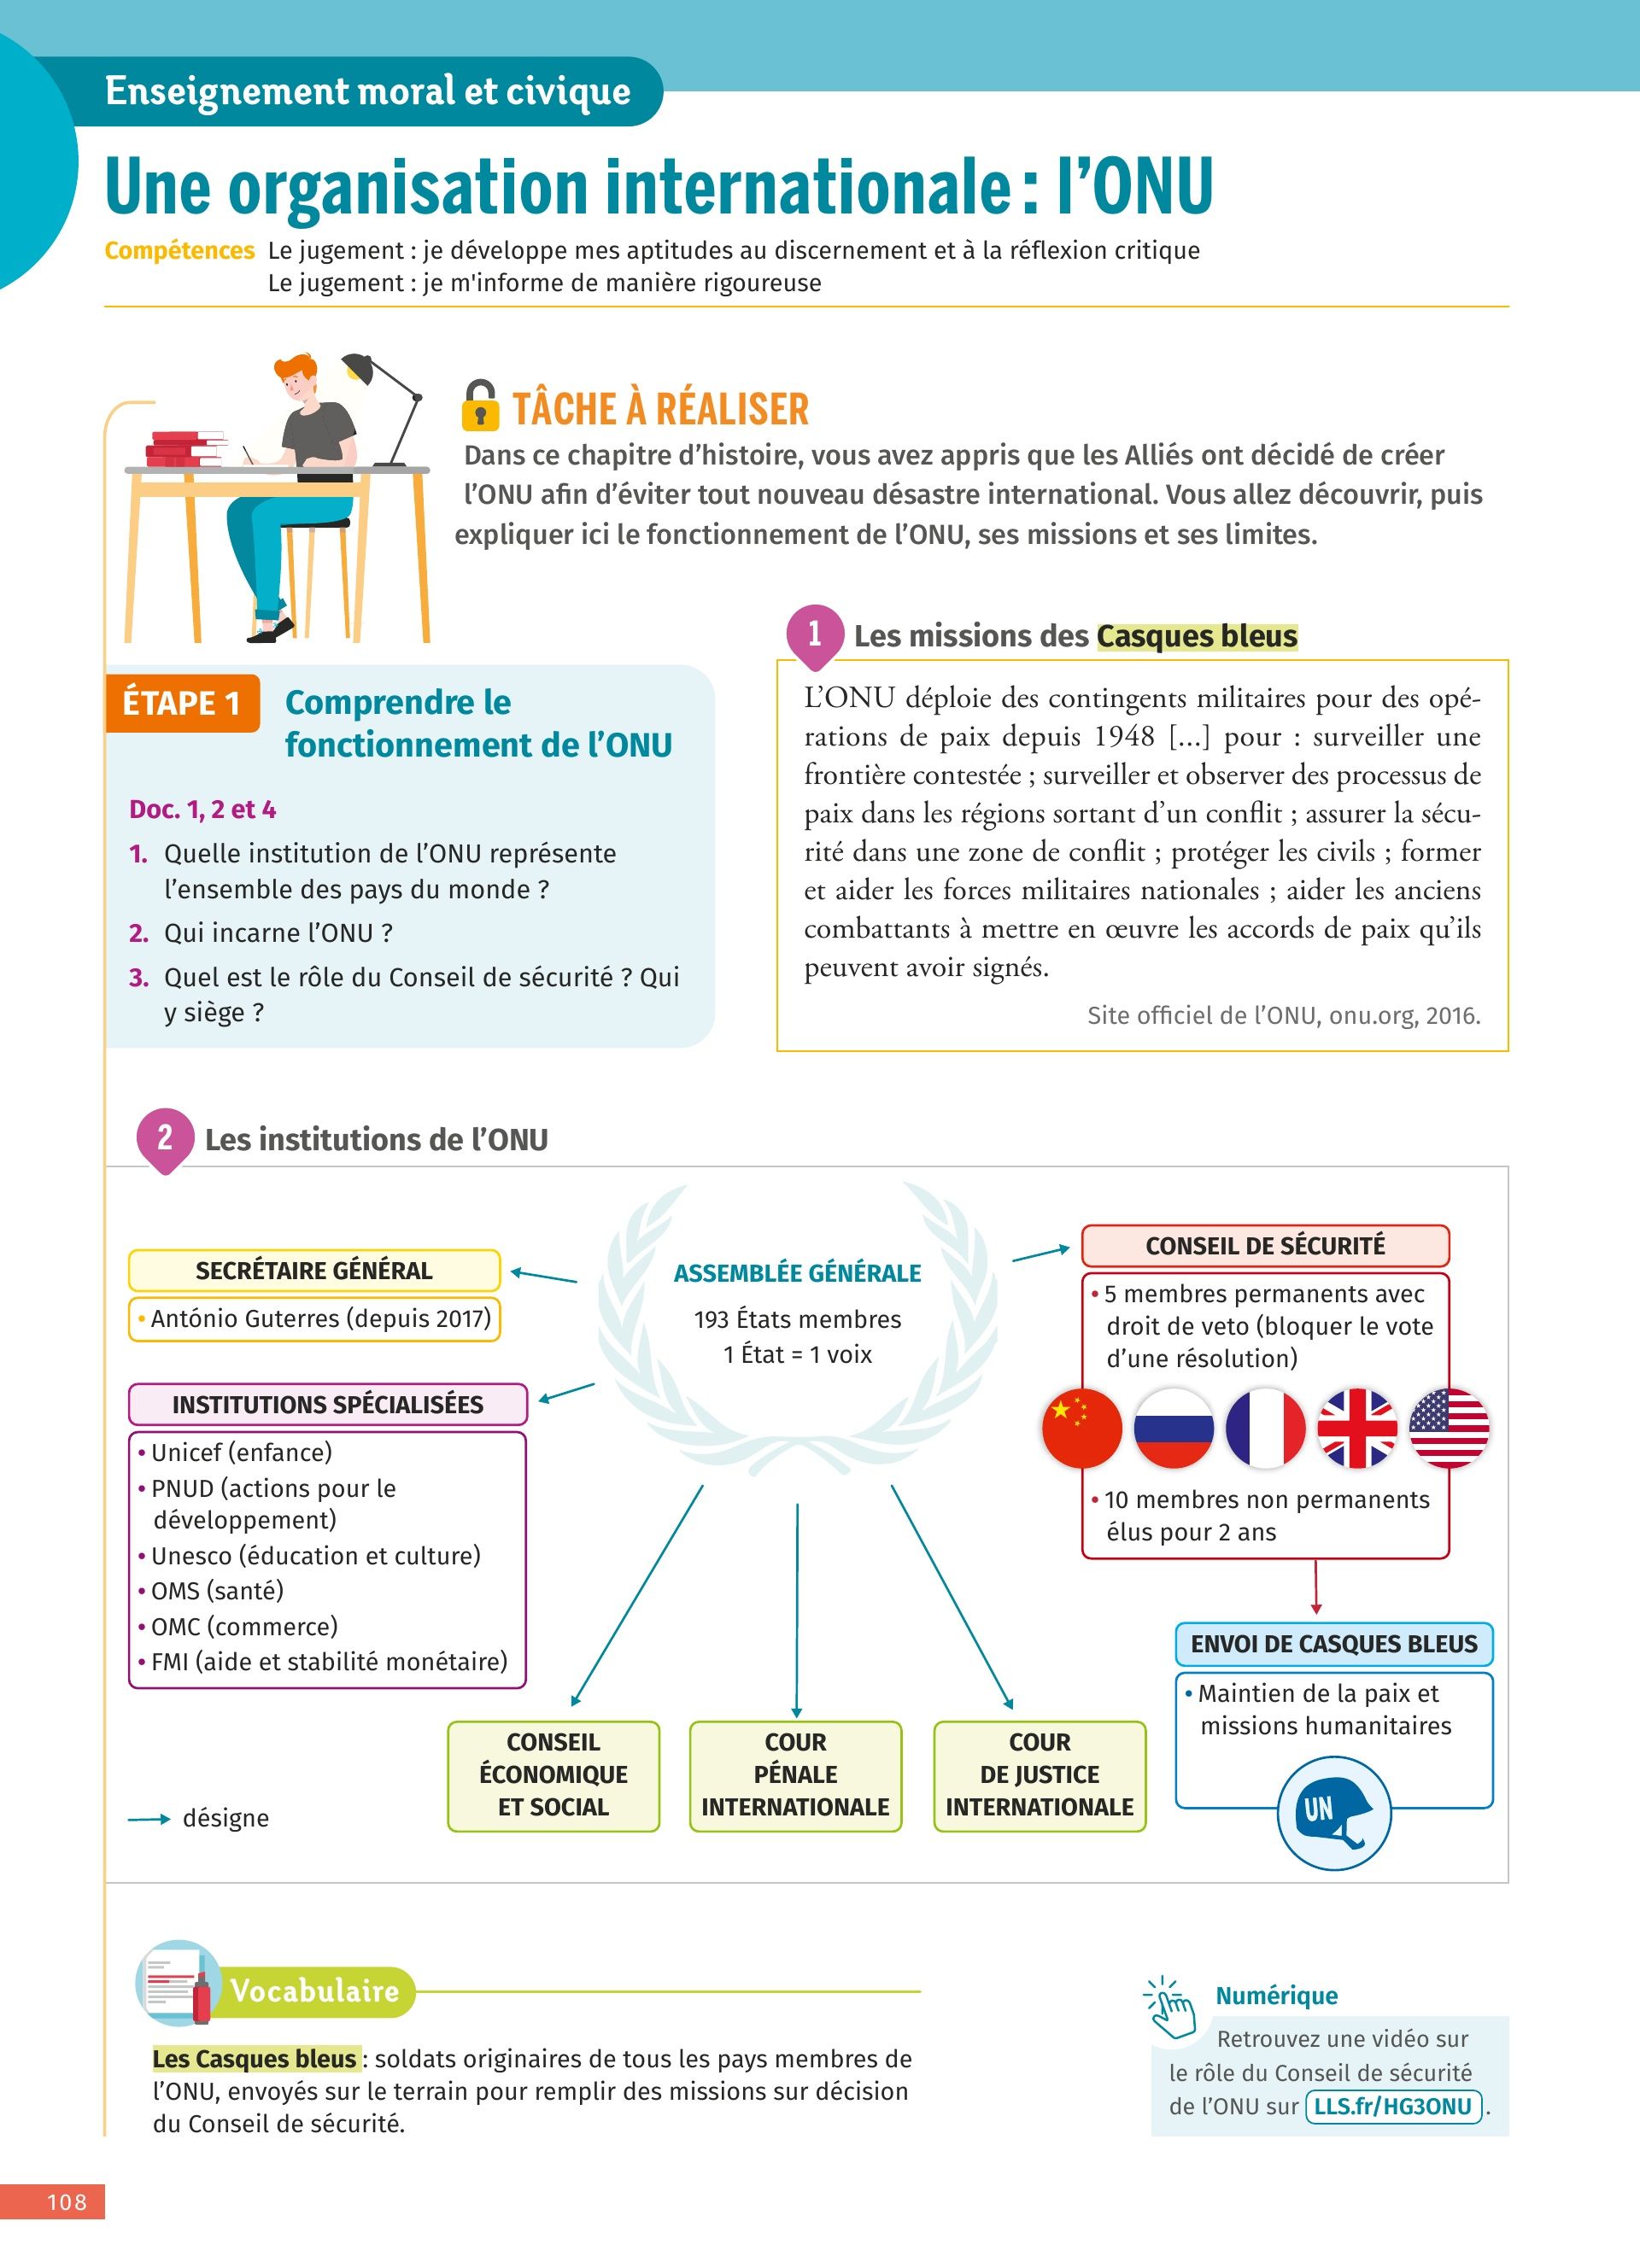 Enseignement moral et civique
Une organisation internationale : l’ONU
Compétences Le jugement : je développe mes aptitudes au discernement et à la réflexion critique
Le jugement : je m'informe de manière rigoureuse
TÂCHE À RÉALISER
Dans ce chapitre d’histoire, vous avez appris que les Alliés ont décidé de créer
l’ONU afin d’éviter tout nouveau désastre international. Vous allez découvrir, puis
expliquer ici le fonctionnement de l’ONU, ses missions et ses limites.
ÉTAPE 1 Comprendre le
fonctionnement de l’ONU
Doc. 1, 2 et 4
1. Quelle institution de l’ONU représente
l’ensemble des pays du monde ?
2. Qui incarne l’ONU ?
3. Quel est le rôle du Conseil de sécurité ? Qui
y siège ?
1 Les missions des Casques bleus
L’ONU déploie des contingents militaires pour des opé-
rations de paix depuis 1948 [...] pour : surveiller une
frontière contestée ; surveiller et observer des processus de
paix dans les régions sortant d’un conflit ; assurer la sécu-
rité dans une zone de conflit ; protéger les civils ; former
et aider les forces militaires nationales ; aider les anciens
combattants à mettre en œuvre les accords de paix qu’ils
peuvent avoir signés.
Site officiel de l’ONU, onu.org, 2016.
2 Les institutions de l’ONU
SECRÉTAIRE GÉNÉRAL
• António Guterres (depuis 2017)
INSTITUTIONS SPÉCIALISÉES
• Unicef (enfance)
• PNUD (actions pour le
développement)
• Unesco (éducation et culture)
• OMS (santé)
• OMC (commerce)
• FMI (aide et stabilité monétaire)
ASSEMBLÉE GÉNÉRALE
193 États membres
1 État = 1 voix
CONSEIL DE SÉCURITÉ
• 5 membres permanents avec
droit de veto (bloquer le vote
d’une résolution)
• 10 membres non permanents
élus pour 2 ans
ENVOI DE CASQUES BLEUS
• Maintien de la paix et
missions humanitaires
UN
CONSEIL
ÉCONOMIQUE
ET SOCIAL
COUR
PÉNALE
INTERNATIONALE
COUR
DE JUSTICE
INTERNATIONALE
désigne
Vocabulaire
Les Casques bleus : soldats originaires de tous les pays membres de
l’ONU, envoyés sur le terrain pour remplir des missions sur décision
du Conseil de sécurité.
Numérique
Retrouvez une vidéo sur
le rôle du Conseil de sécurité
de l’ONU sur LLS.fr/HG3ONU .
108